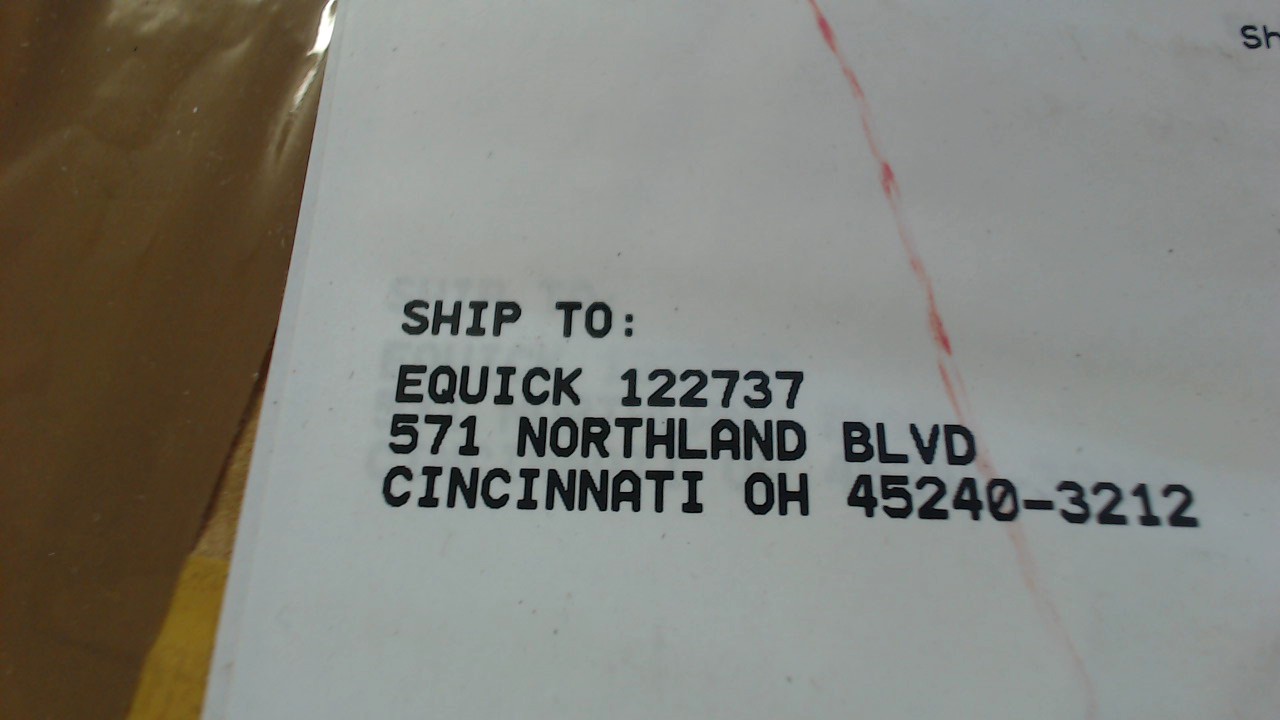 SHIP TO:
EQUICK 122737
571 NORTHLAND BLVD
CINCINNATI OH 45240-3212